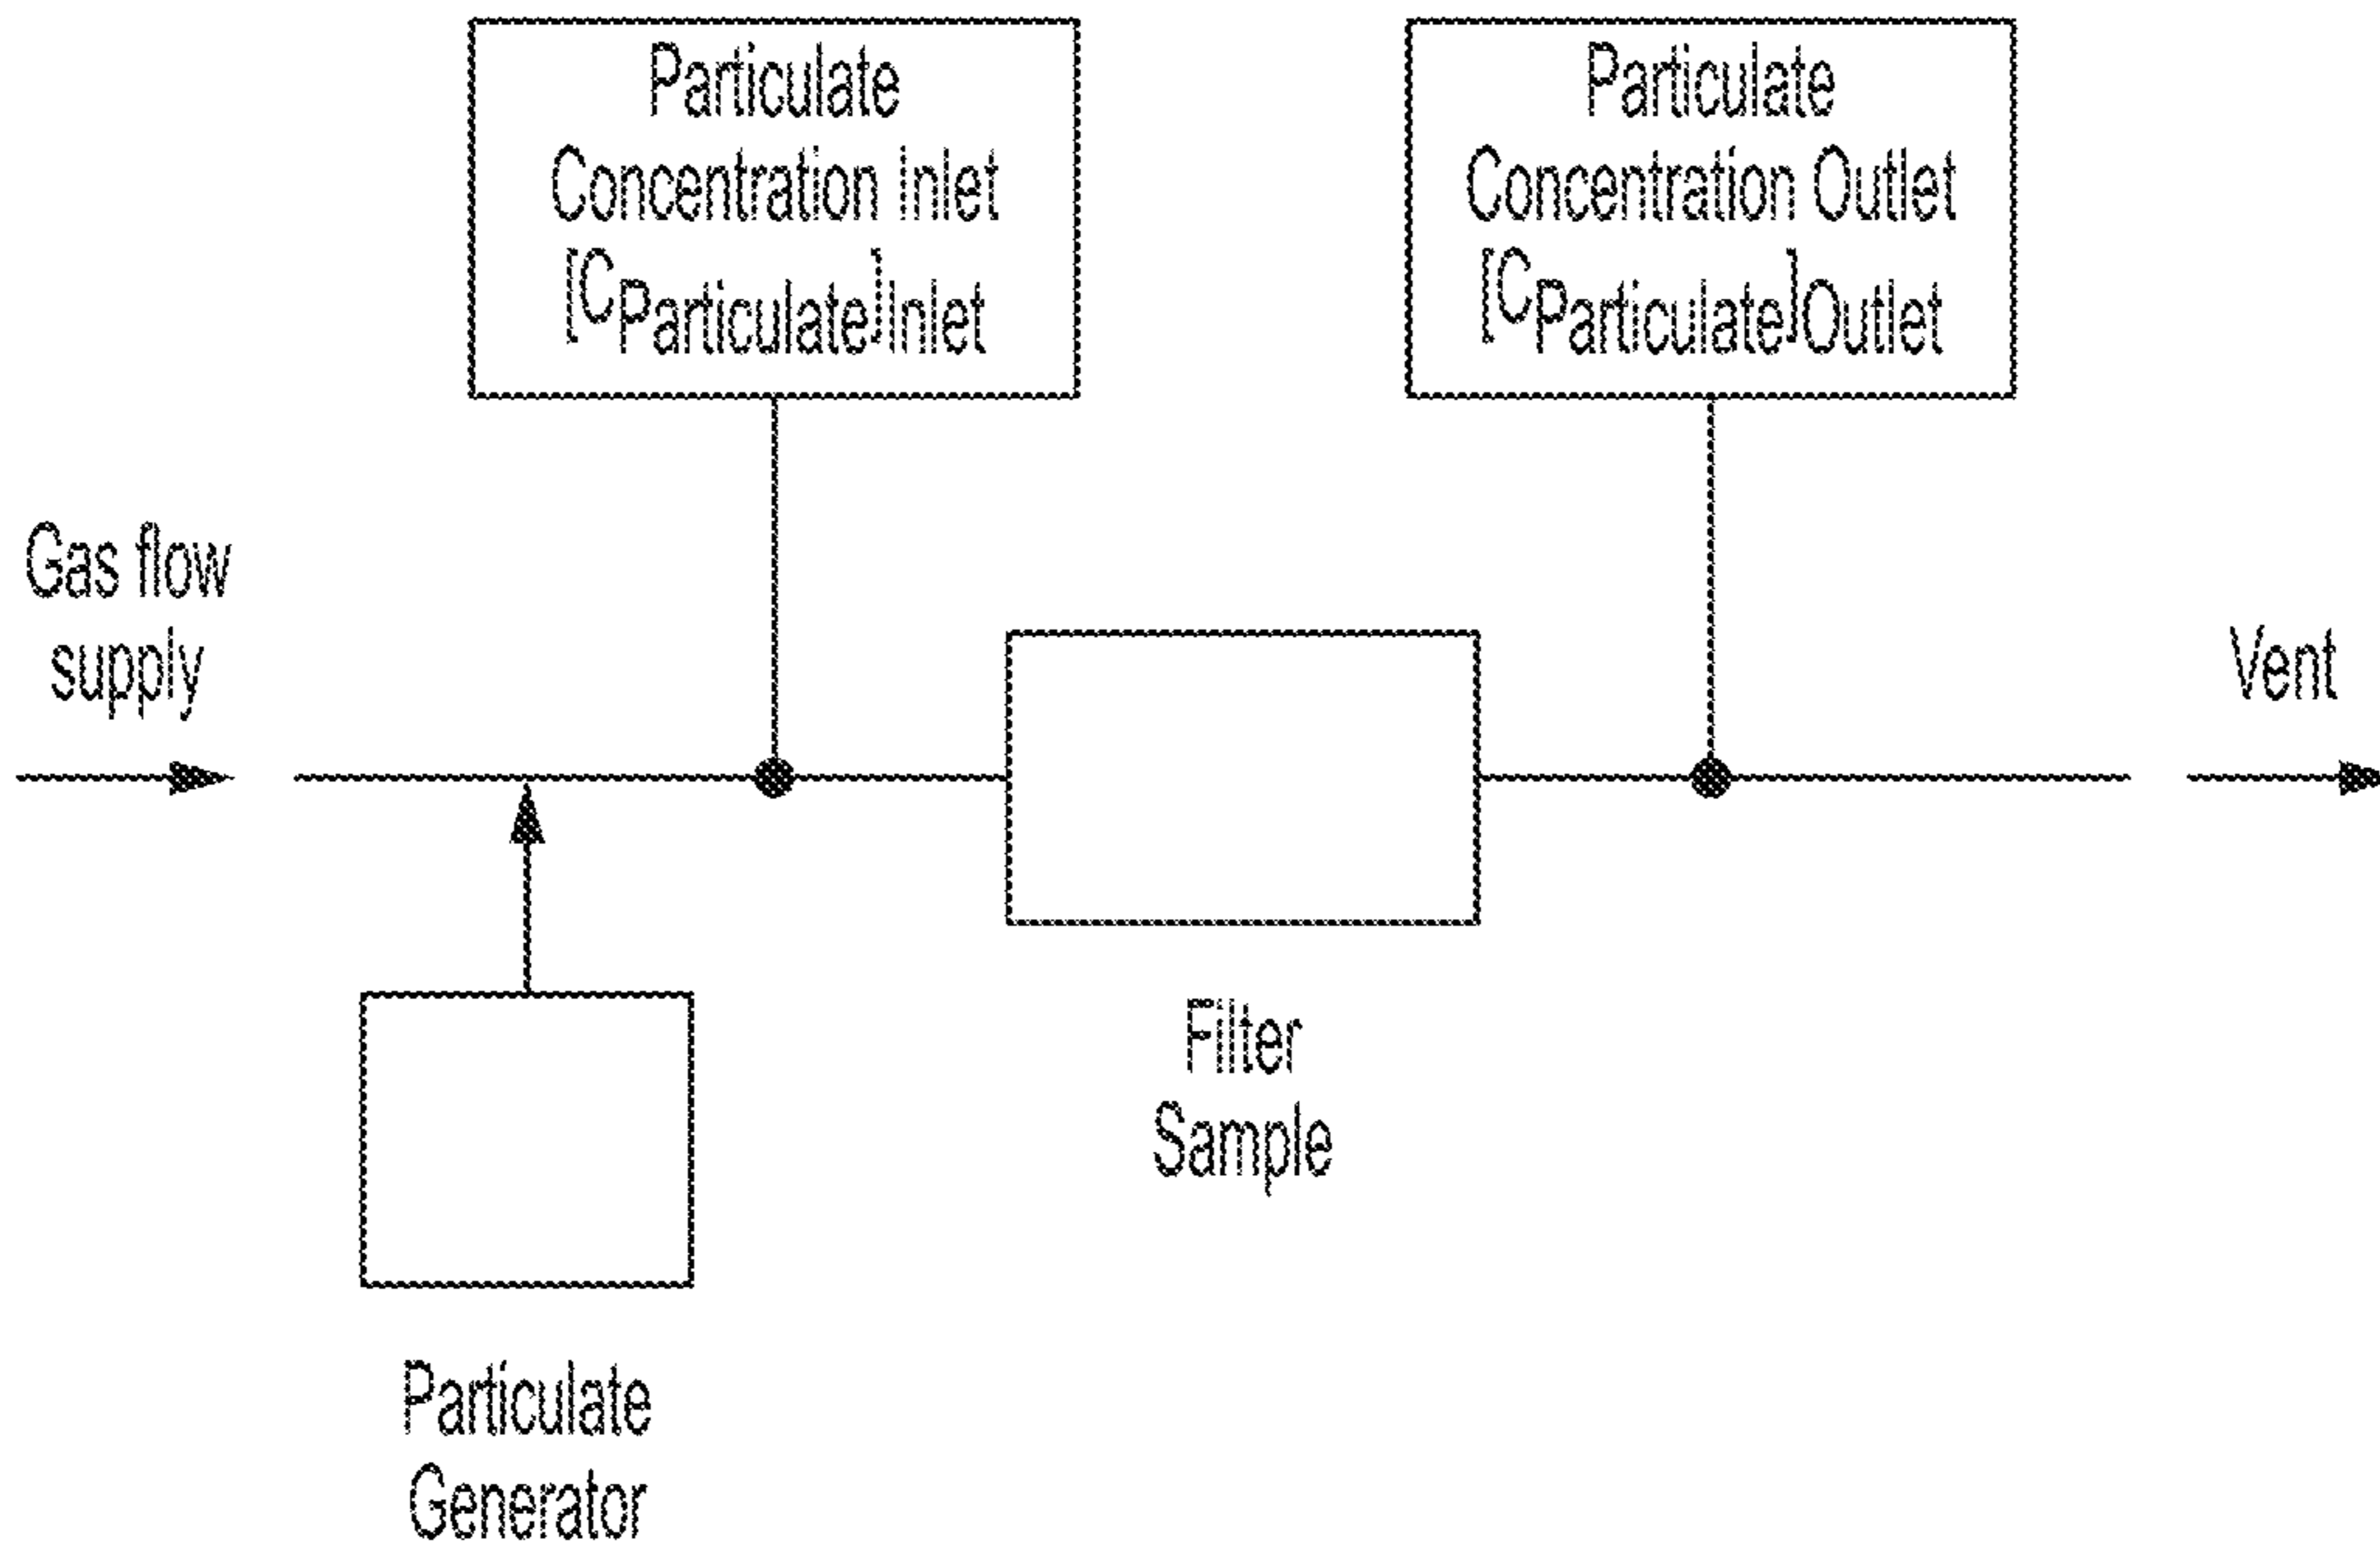 Particulate
Concentration Inlet
[CParticulate]Inlet
Particulate
Concentration Outlet
[CParticulate]Outlet
Gas flow
supply
Vent
Filter
Sample
Particulate
Generator